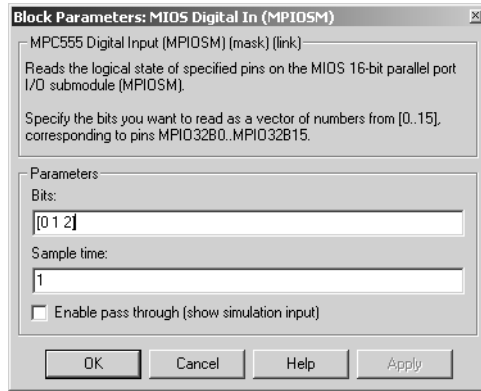 Block Parameters: MIOS Digital In (MPIOSM)
MPC555 Digital Input (MPIOSM) (mask) (link)
Reads the logical state of specified pins on the MIOS 16-bit parallel port
I/O submodule (MPIOSM).
Specify the bits you want to read as a vector of numbers from [0..15],
corresponding to pins MPIO32B0..MPIO32B15.
Parameters
Bits:
[0 1 2]
Sample time:
1
Enable pass through (show simulation input)
OK Cancel Help Apply